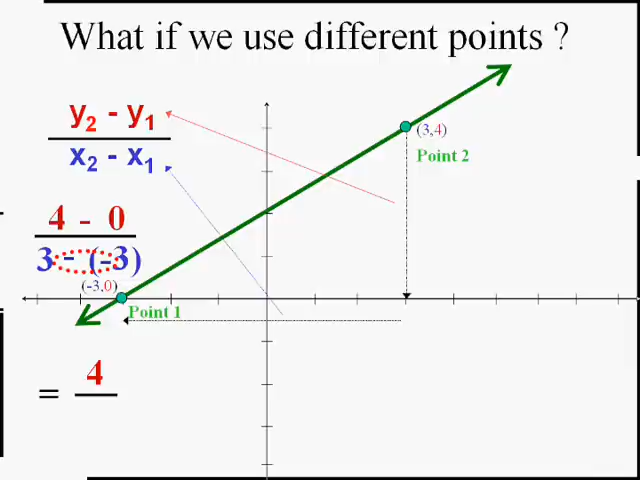 What if we use different points ?
y₂ - y₁
x₂ - x₁
(3,4)
Point 2
4 - 0
3 - (-3)
(-3,0)
Point 1
= 4